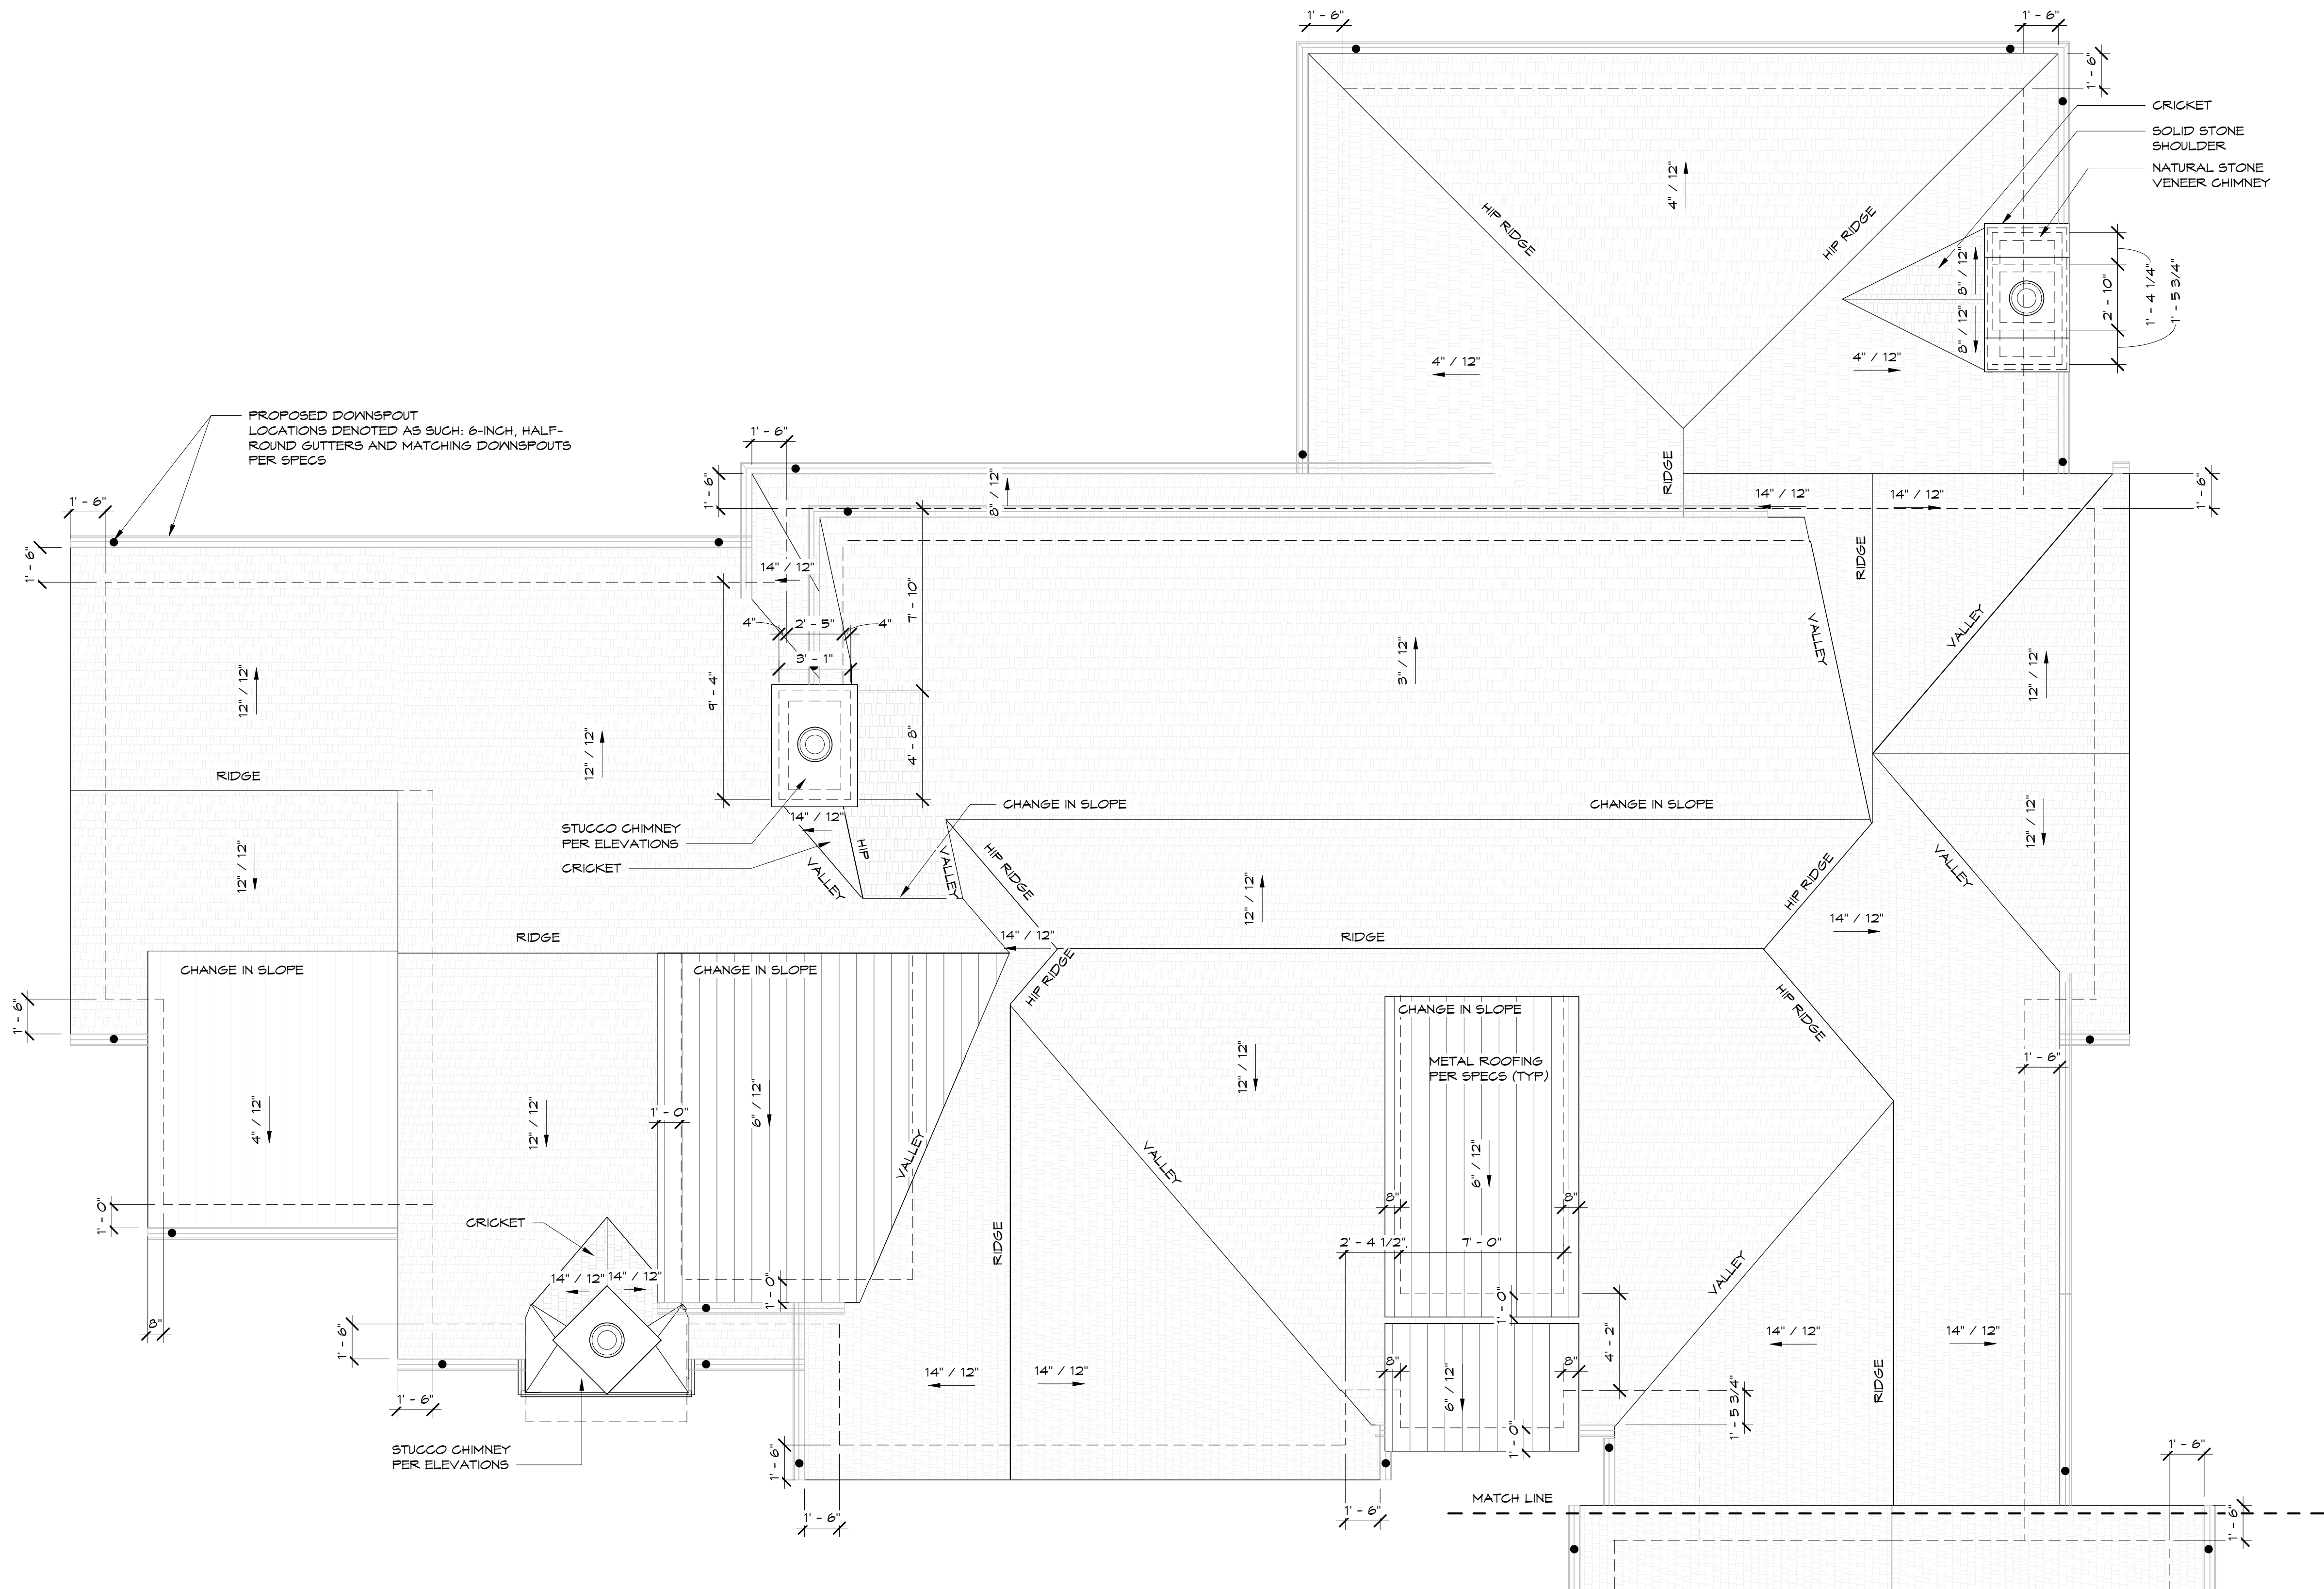 1' - 6"
1' - 6"
1' - 6"
CRICKET
SOLID STONE
SHOULDER
NATURAL STONE
VENEER CHIMNEY
4" / 12"
HIP RIDGE
HIP RIDGE
8" / 12"
8" / 12"
2' - 10"
1' - 4 1/4"
1' - 5 3/4"
4" / 12"
4" / 12"
PROPOSED DOWNSPOUT
LOCATIONS DENOTED AS SUCH: 6-INCH, HALF-
ROUND GUTTERS AND MATCHING DOWNSPOUTS
PER SPECS
1' - 6"
1' - 6"
8" / 12"
RIDGE
14" / 12"
14" / 12"
1' - 6"
1' - 6"
1' - 6"
14" / 12"
RIDGE
7' - 10"
4"
2' - 5"
4"
3' - 1"
9' - 4"
4' - 8"
VALLEY
VALLEY
3" / 12"
12" / 12"
12" / 12"
12" / 12"
RIDGE
CHANGE IN SLOPE
CHANGE IN SLOPE
14" / 12"
STUCCO CHIMNEY
PER ELEVATIONS
CRICKET
HIP
VALLEY
VALLEY
HIP RIDGE
12" / 12"
12" / 12"
HIP RIDGE
VALLEY
12" / 12"
14" / 12"
RIDGE
14" / 12"
RIDGE
CHANGE IN SLOPE
CHANGE IN SLOPE
HIP RIDGE
HIP RIDGE
1' - 6"
CHANGE IN SLOPE
METAL ROOFING
PER SPECS (TYP)
12" / 12"
1' - 6"
4" / 12"
12" / 12"
1' - 0"
6" / 12"
VALLEY
VALLEY
6" / 12"
8"
8"
1' - 0"
CRICKET
RIDGE
2' - 4 1/2"
7' - 0"
VALLEY
14" / 12"
14" / 12"
1' - 0"
1' - 0"
8"
1' - 6"
4' - 2"
14" / 12"
14" / 12"
14" / 12"
14" / 12"
8"
8"
6" / 12"
RIDGE
1' - 6"
1' - 5 3/4"
STUCCO CHIMNEY
PER ELEVATIONS
1' - 6"
1' - 0"
1' - 6"
MATCH LINE
1' - 6"
1' - 6"
1' - 6"